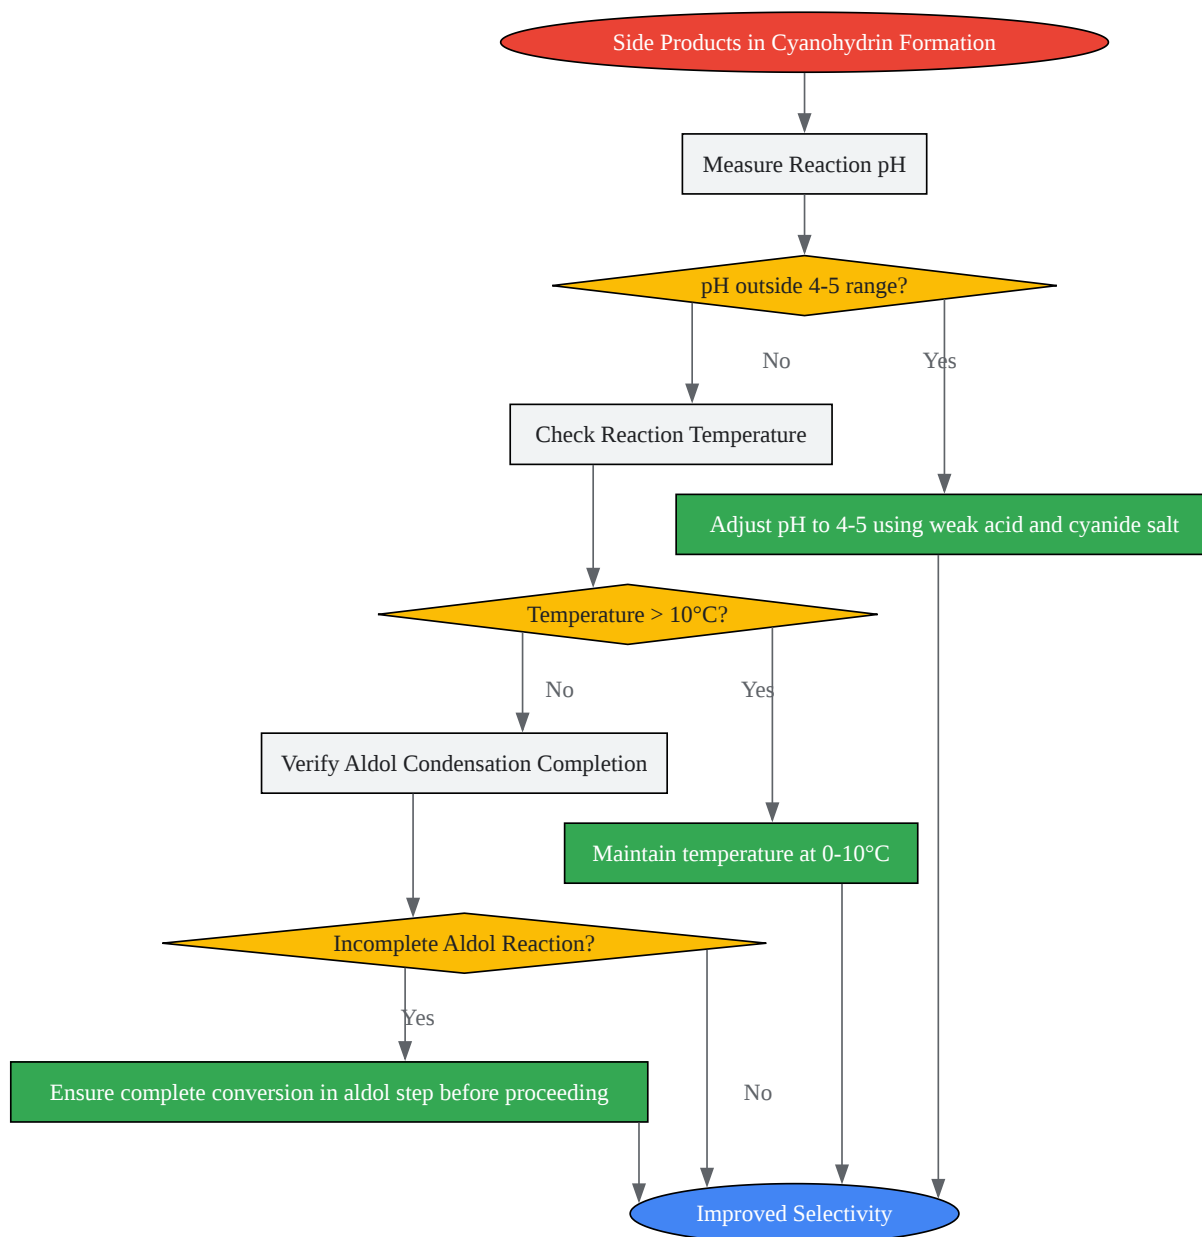 Side Products in Cyanohydrin Formation
Measure Reaction pH
pH outside 4-5 range?
No
Yes
Check Reaction Temperature
Adjust pH to 4-5 using weak acid and cyanide salt
Temperature > 10°C?
No
Yes
Verify Aldol Condensation Completion
Maintain temperature at 0-10°C
Incomplete Aldol Reaction?
Yes
Ensure complete conversion in aldol step before proceeding
No
Improved Selectivity